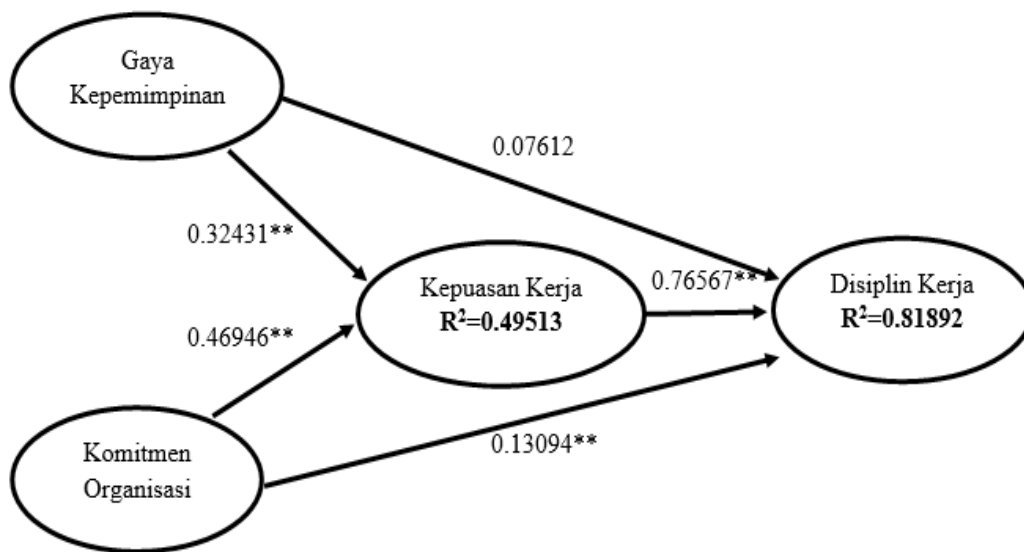 Gaya
Kepemimpinan
0.07612
0.32431**
Kepuasan Kerja
R²=0.49513
0.76567**
Disiplin Kerja
R²=0.81892
0.46946**
0.13094**
Komitmen
Organisasi